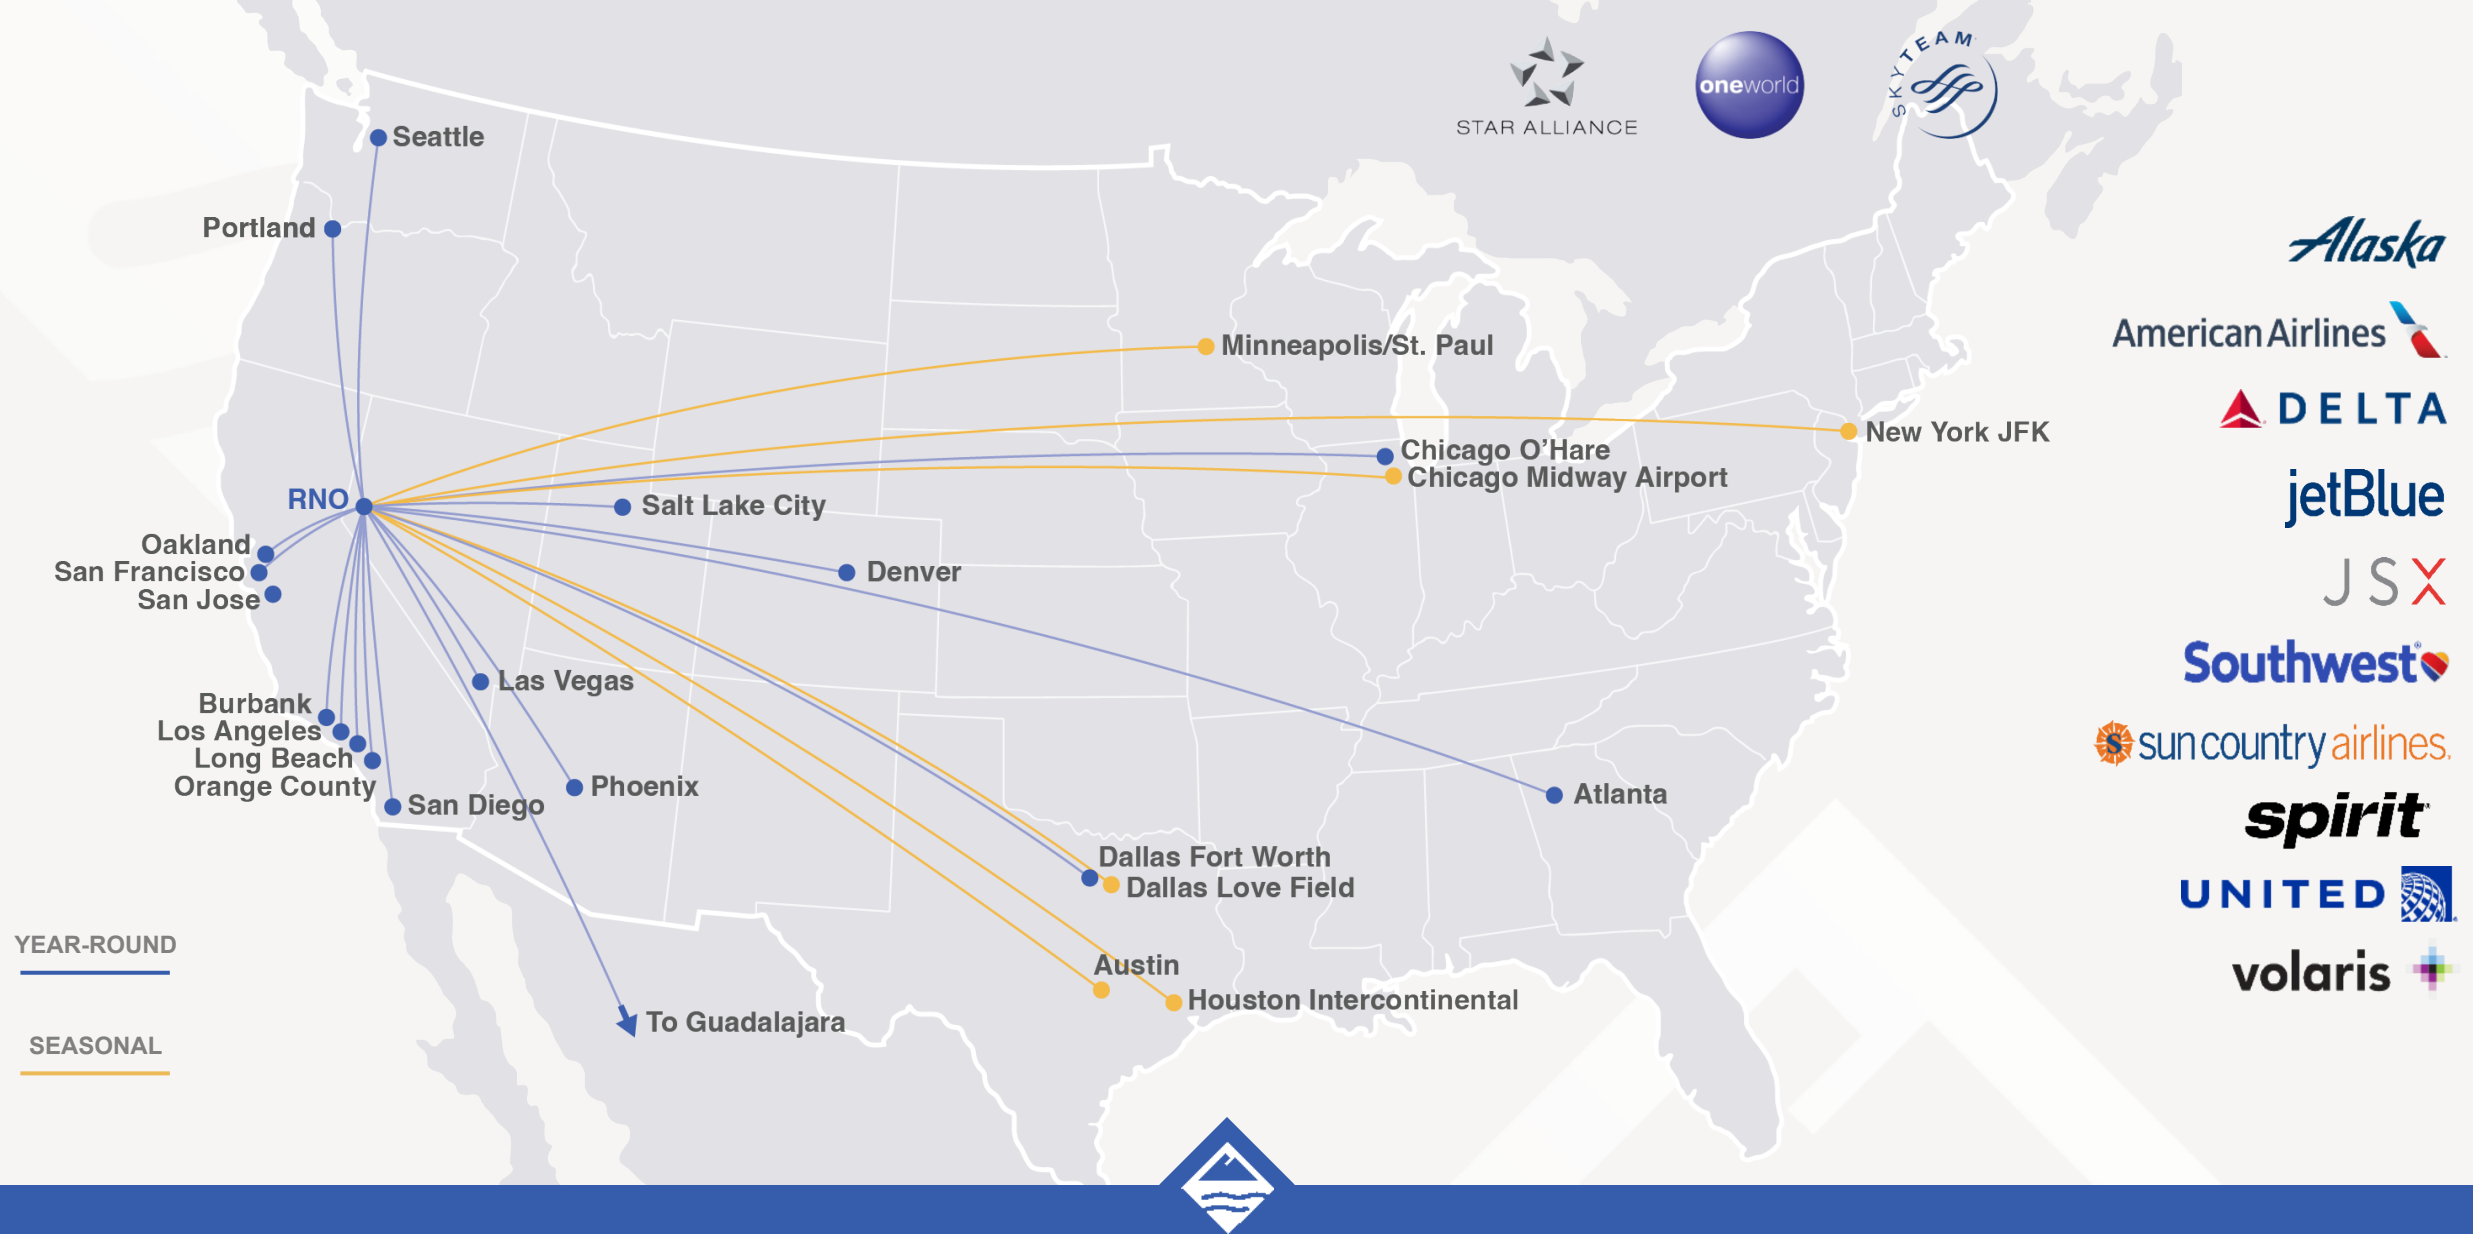 STAR ALLIANCE
oneworld
SKYTEAM
Seattle
Portland
Alaska
American Airlines
Minneapolis/St. Paul
DELTA
New York JFK
Chicago O’Hare
Chicago Midway Airport
jetBlue
RNO
Salt Lake City
Oakland
San Francisco
San Jose
Denver
JSX
Southwest®
Las Vegas
Burbank
Los Angeles
Long Beach
Orange County
San Diego
Phoenix
Atlanta
S sun country airlines.
spirit
Dallas Fort Worth
Dallas Love Field
UNITED
YEAR-ROUND
Austin
Houston Intercontinental
volaris
To Guadalajara
SEASONAL